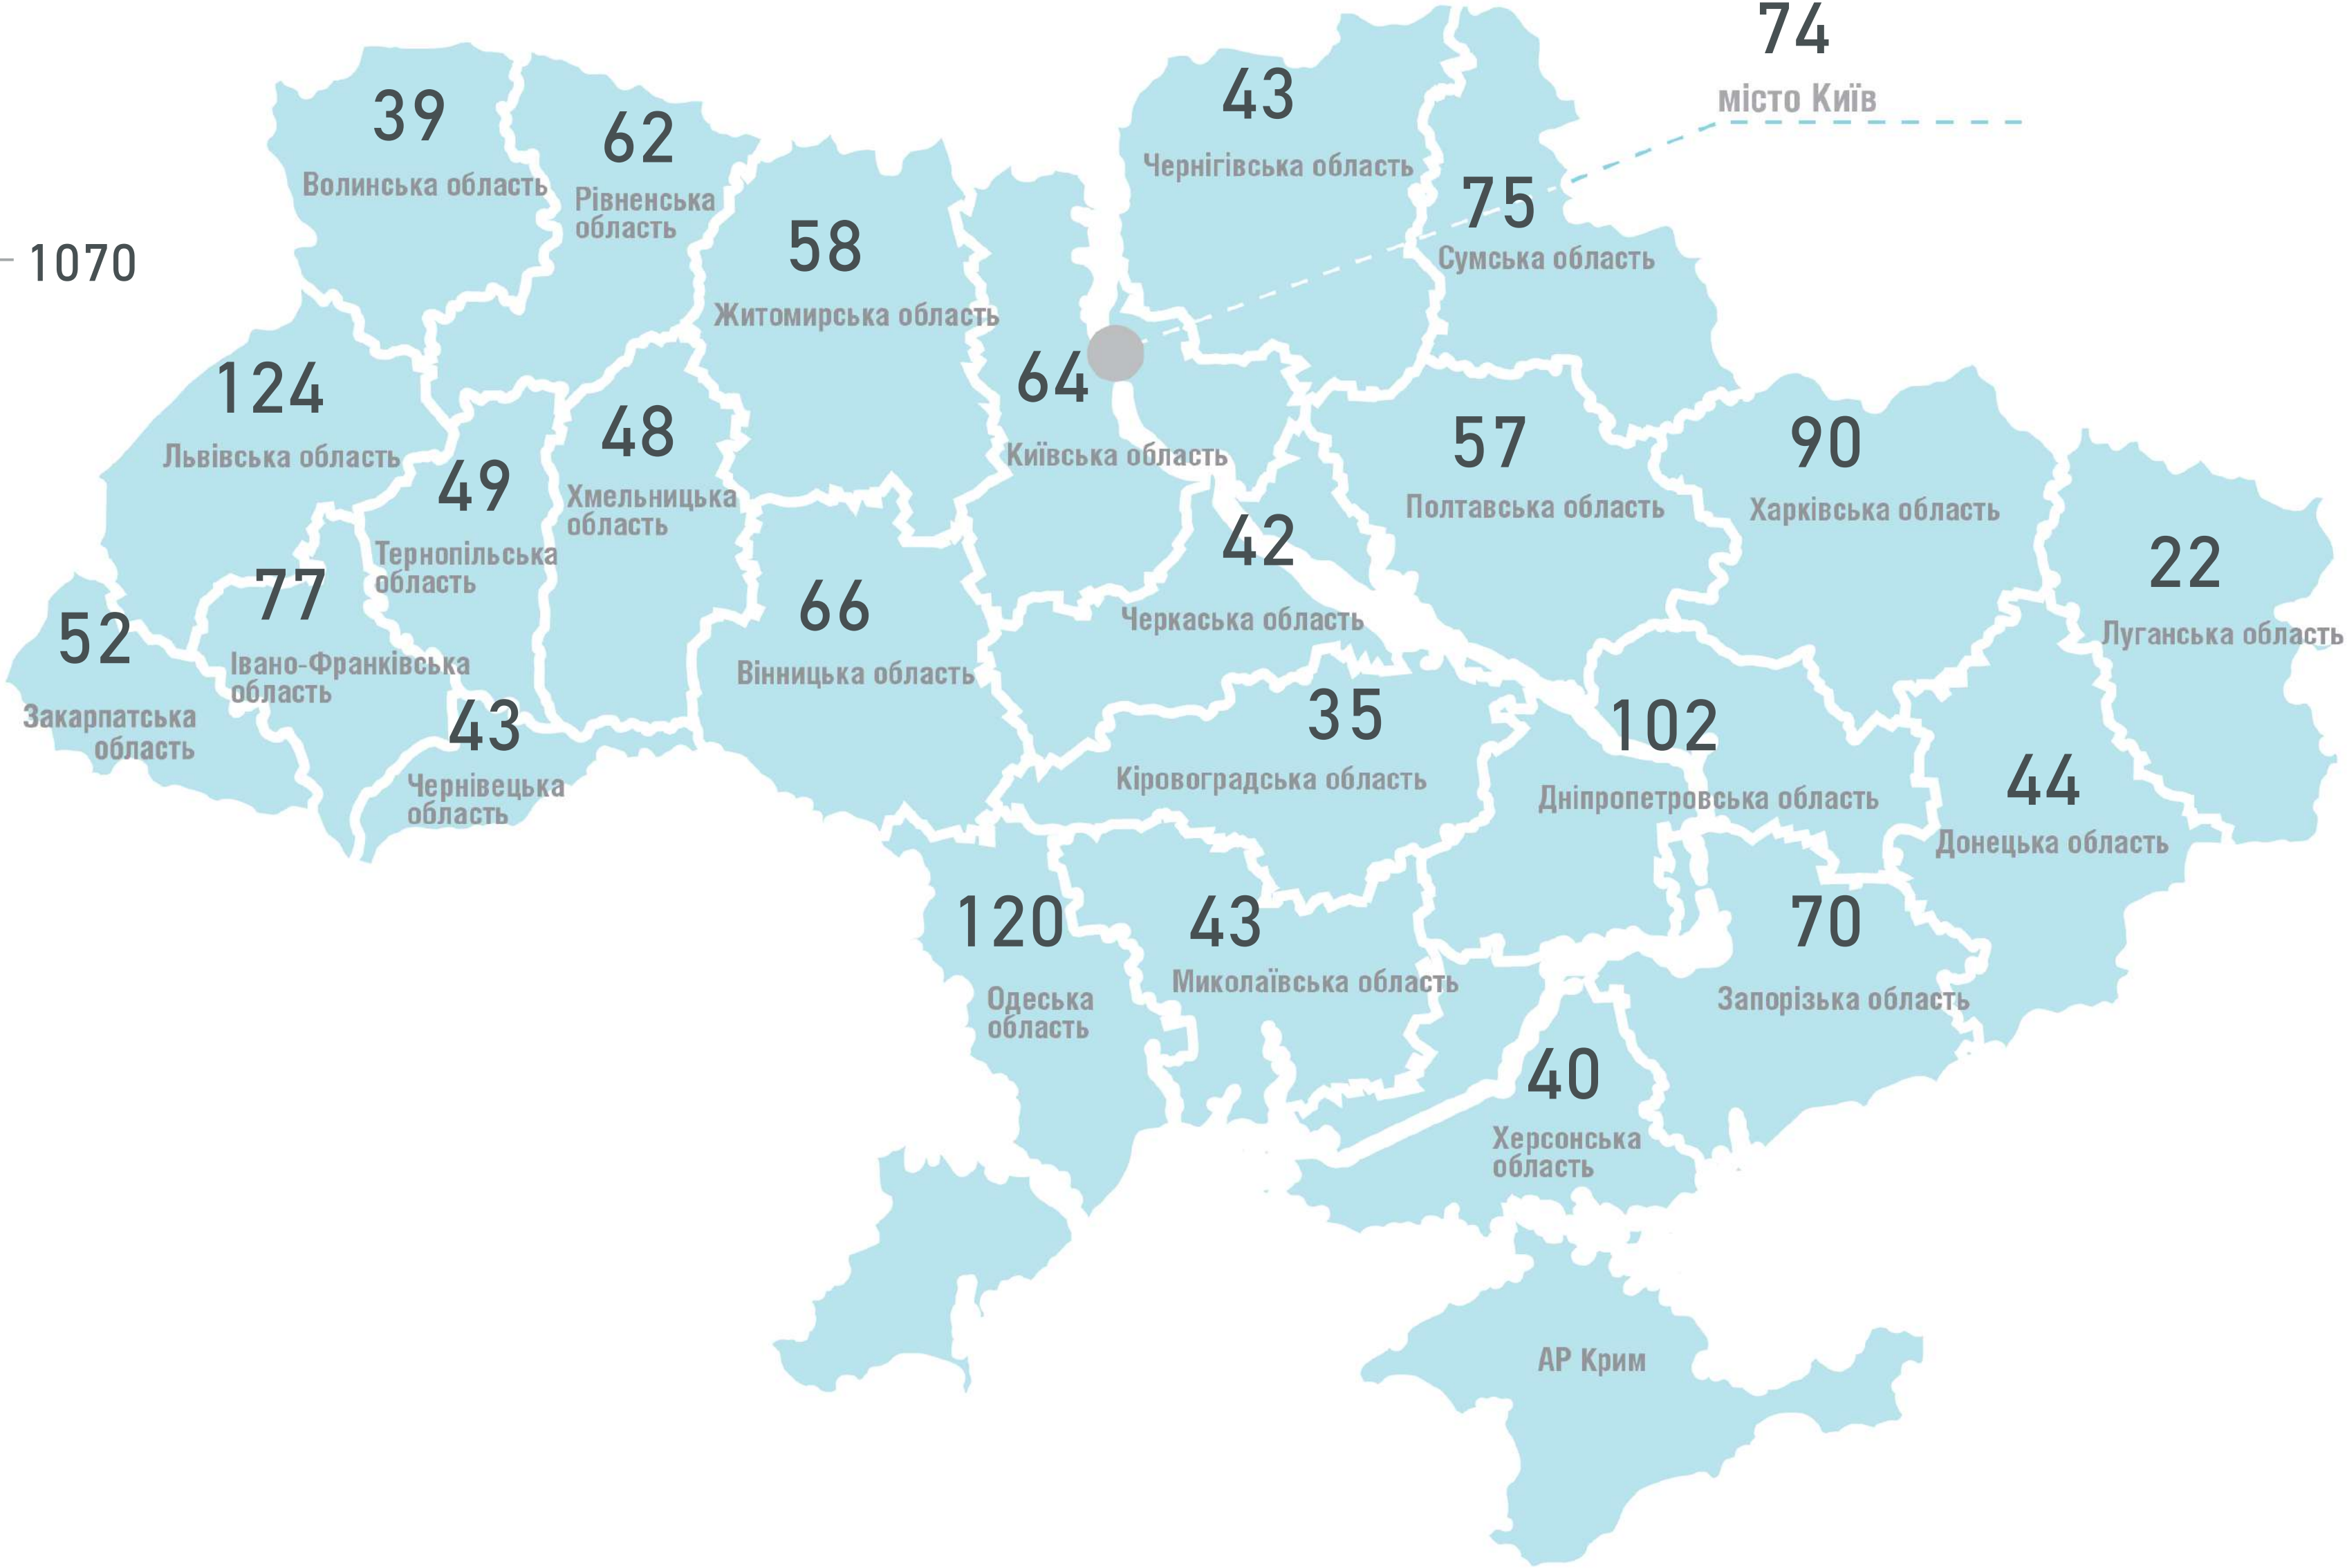 74
місто Київ
43
Чернігівська область
39
Волинська область
62
Рівненська
область
75
Сумська область
58
Житомирська область
1070
124
Львівська область
64
Київська область
48
Хмельницька
область
57
Полтавська область
90
Харківська область
49
Тернопільська
область
42
Черкаська область
22
Луганська область
77
Івано-Франківська
область
52
Закарпатська
область
66
Вінницька область
43
Чернівецька
область
35
Кіровоградська область
102
Дніпропетровська область
44
Донецька область
120
Одеська
область
43
Миколаївська область
70
Запорізька область
40
Херсонська
область
АР Крим